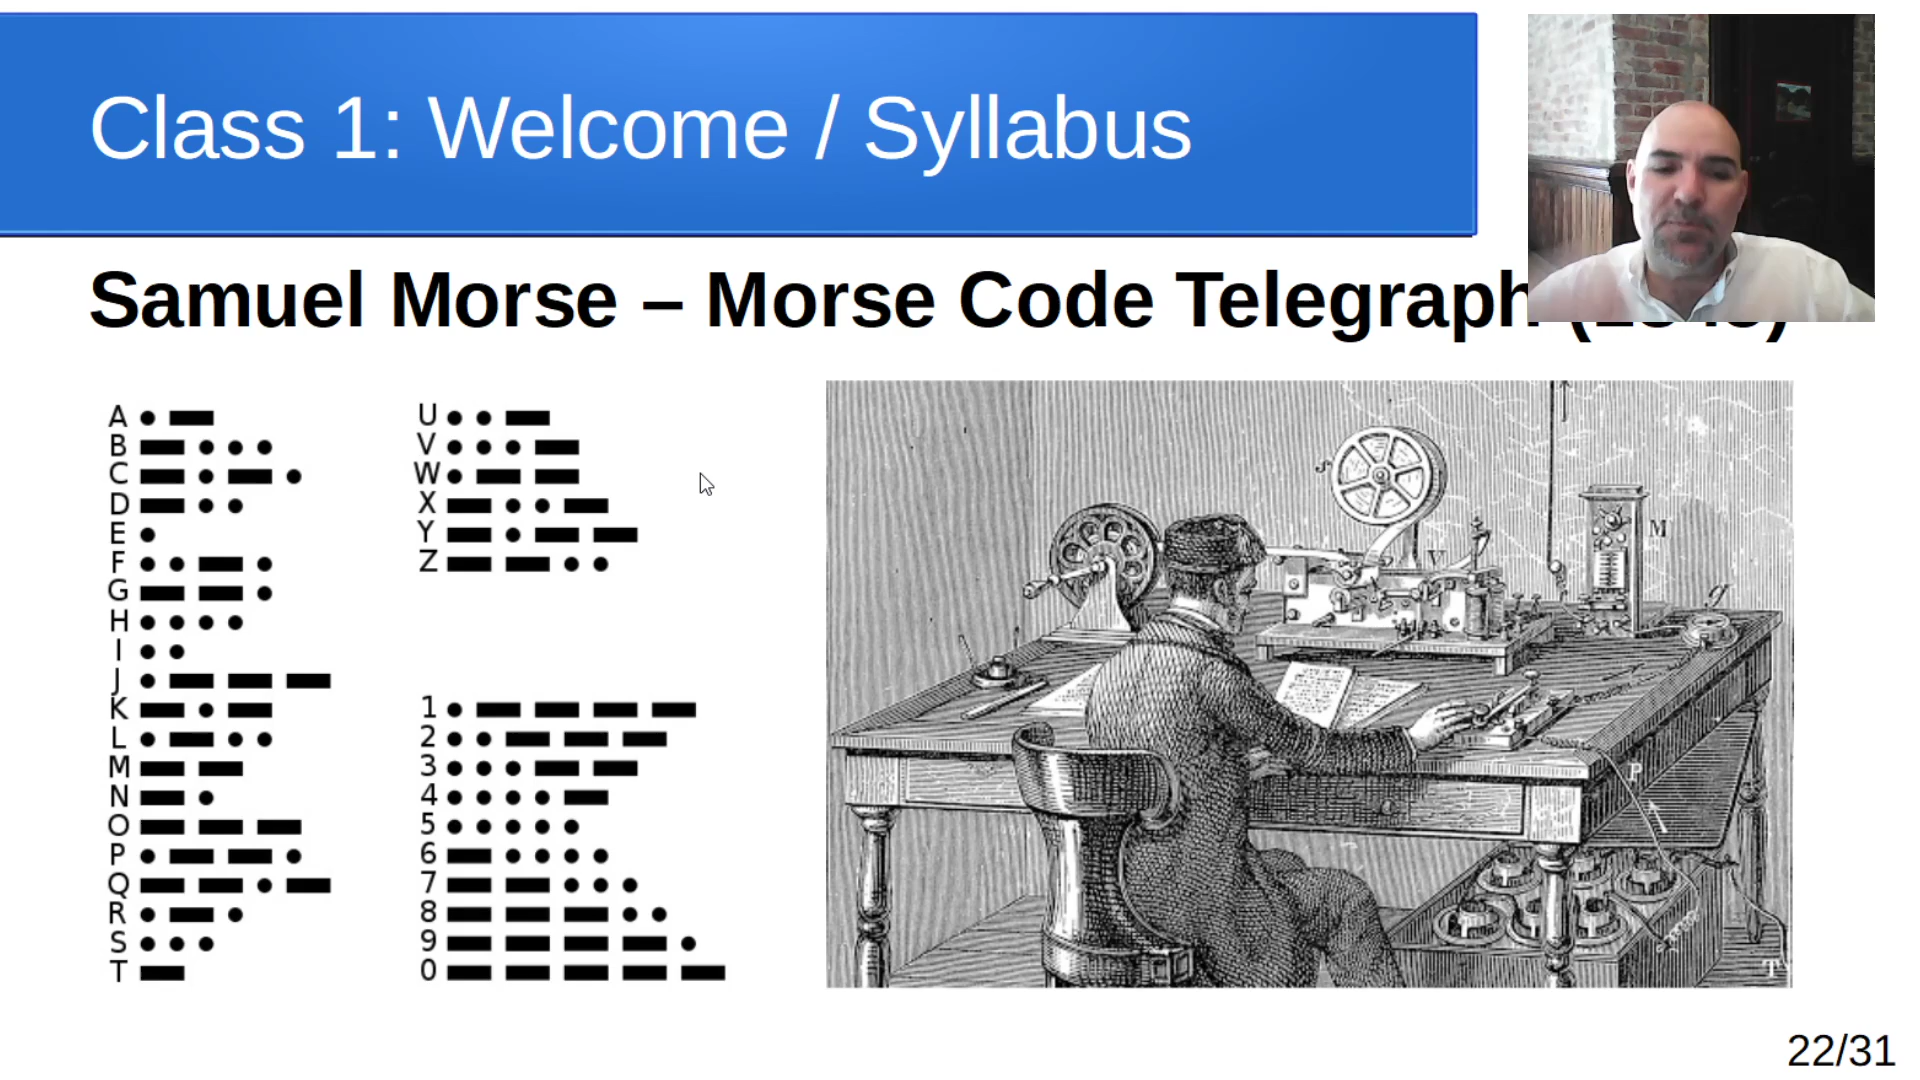 Class 1: Welcome / Syllabus
Samuel Morse – Morse Code Telegraph
A
B
C
D
E
F
G
H
I
J
K
L
M
N
O
P
Q
R
S
T
U
V
W
X
Y
Z
1
2
3
4
5
6
7
8
9
0
M
V
P
T
22/31